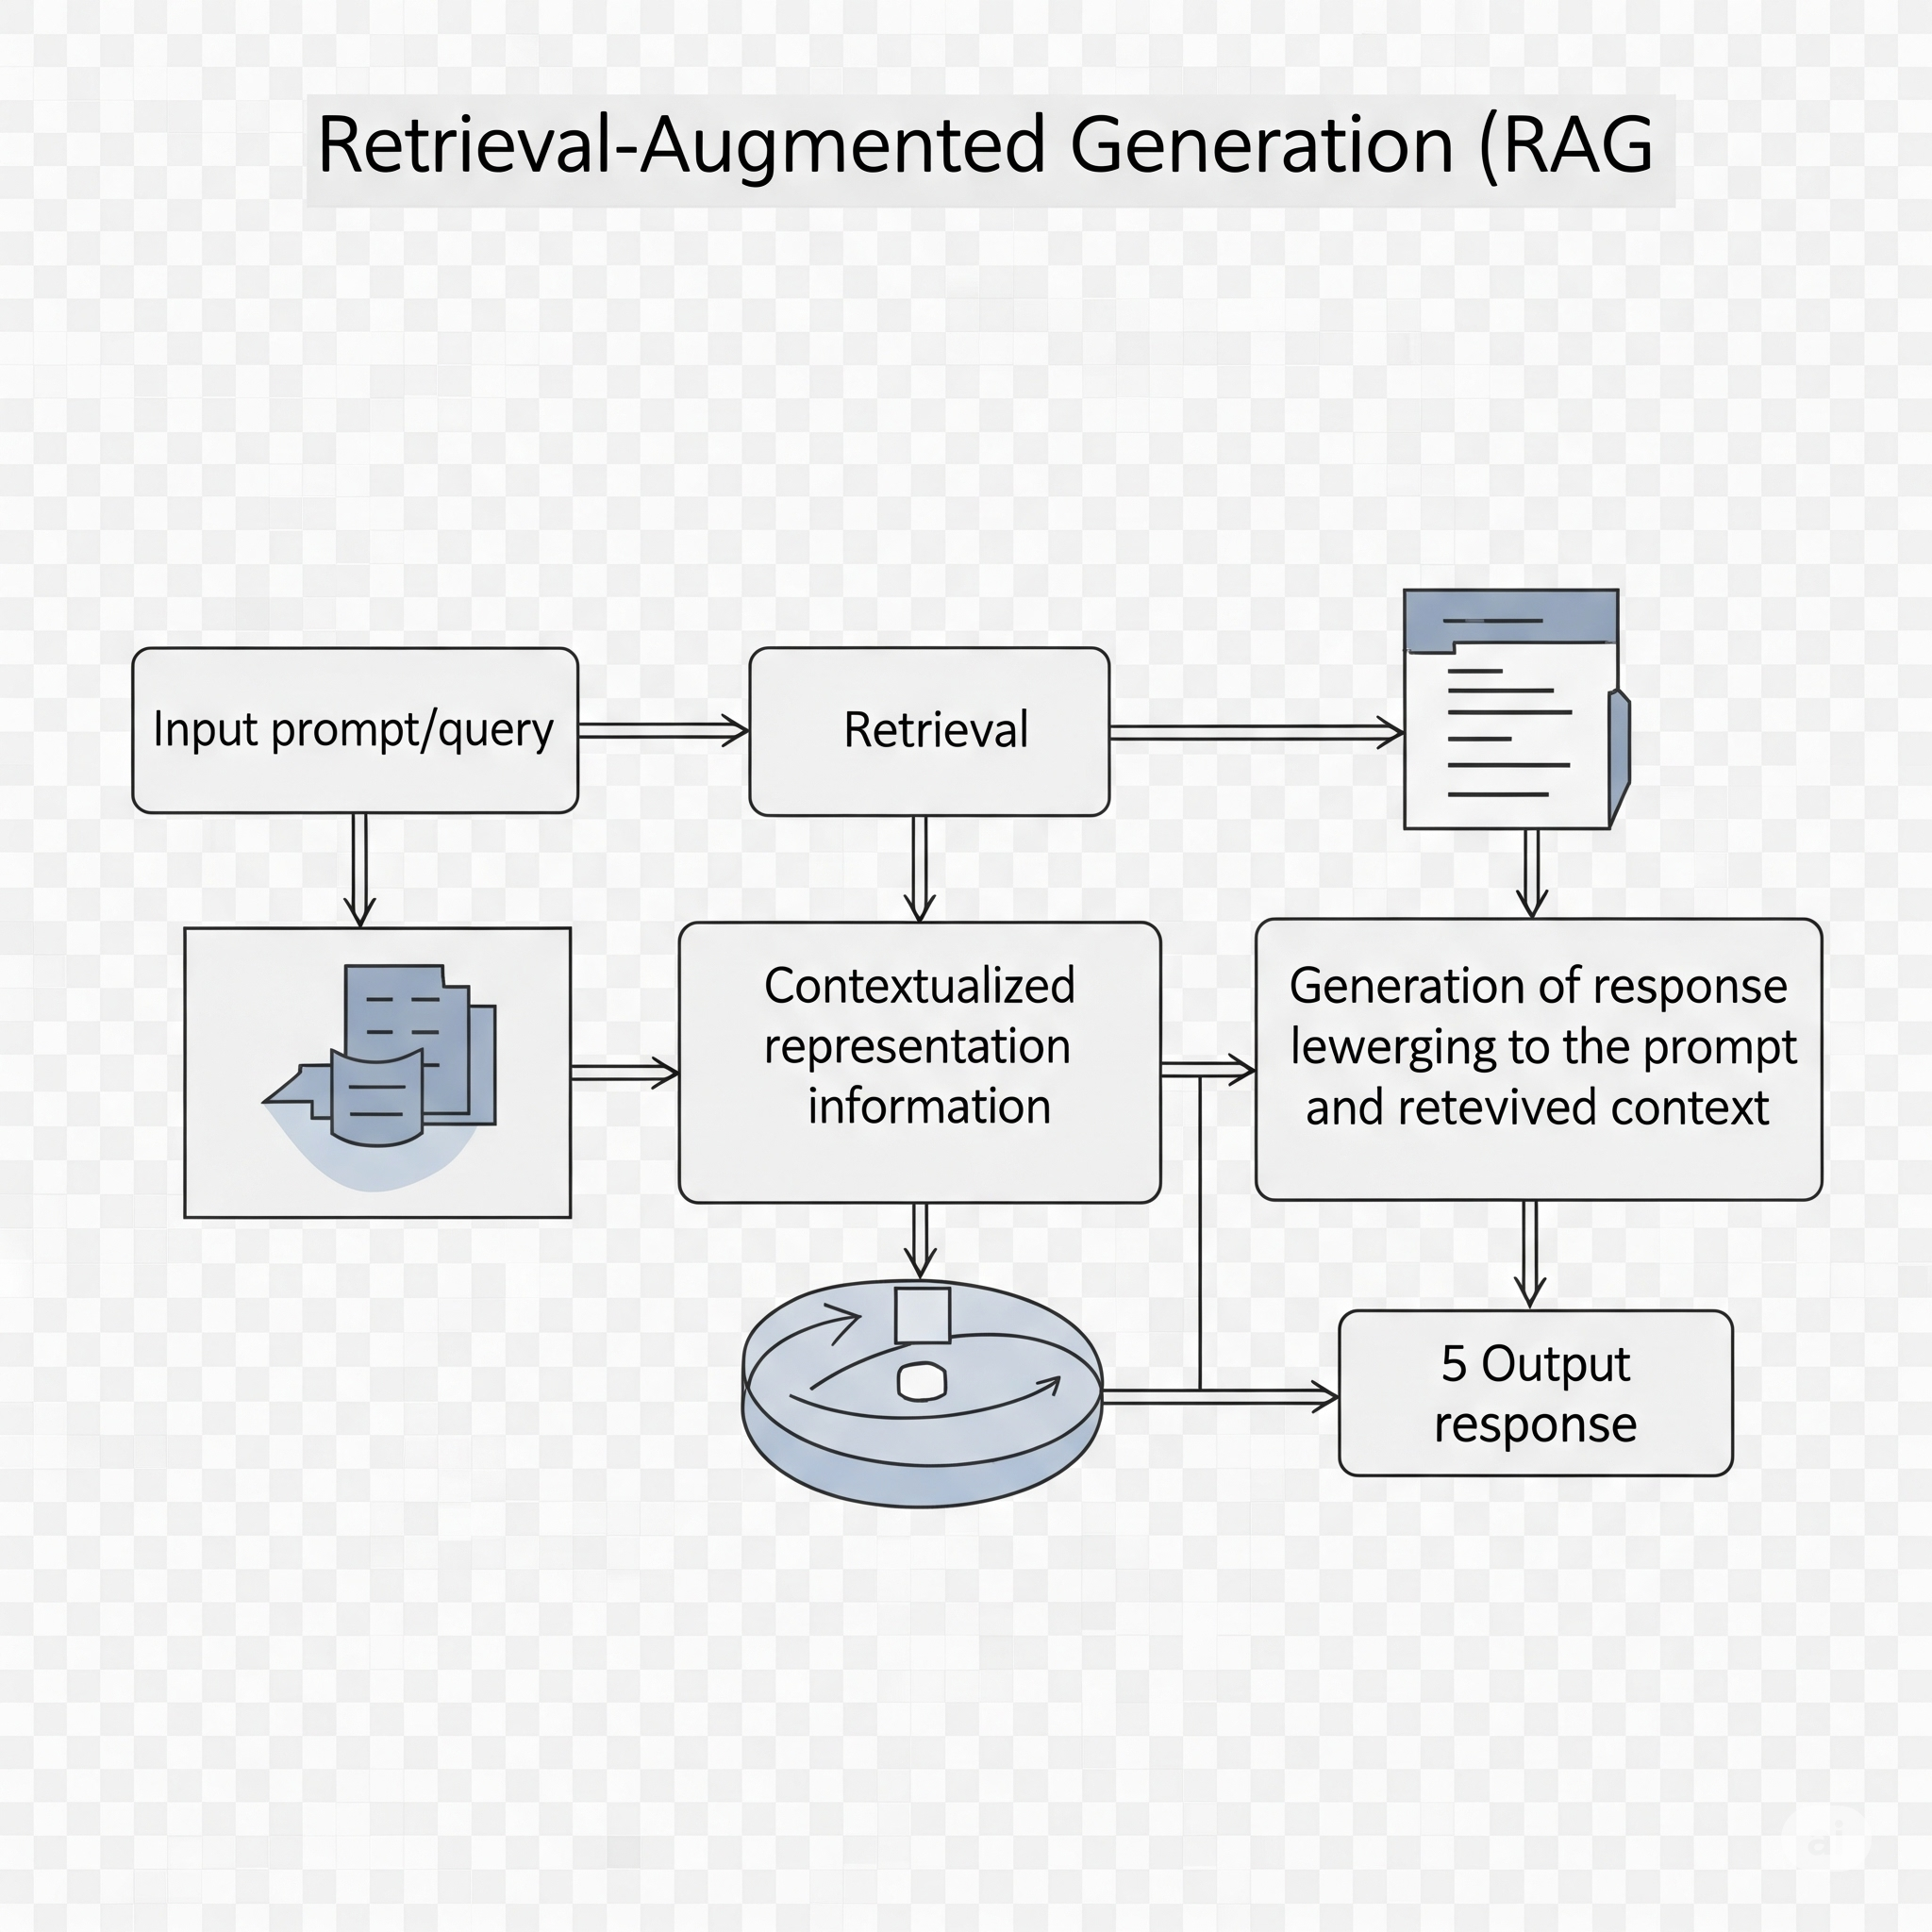 Retrieval-Augmented Generation (RAG
Input prompt/query
Retrieval
Contextualized
representation
information
Generation of response
lewerging to the prompt
and retevived context
5 Output
response
ai